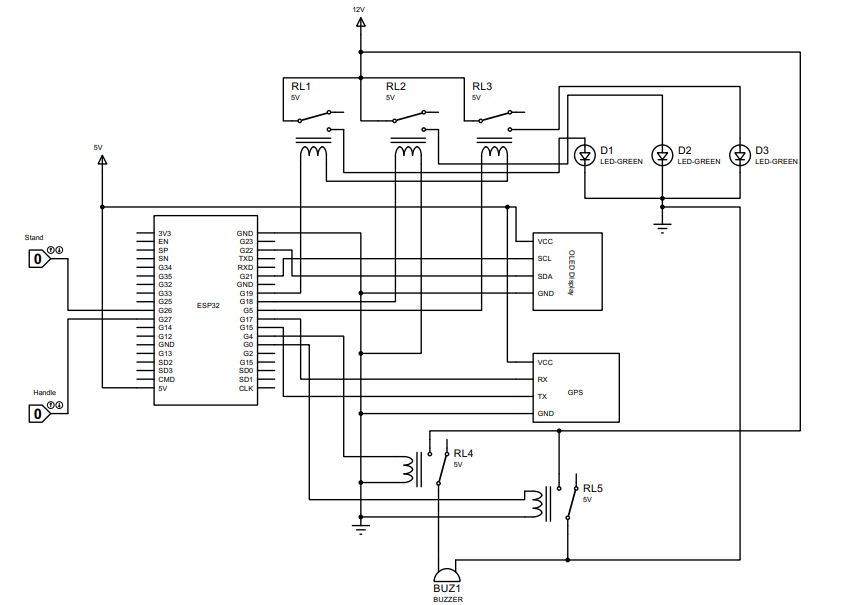 12V
RL1
5V
RL2
5V
RL3
5V
D1
LED-GREEN
D2
LED-GREEN
D3
LED-GREEN
5V
Stand
0
Handle
0
ESP32
3V3
EN
SP
SN
G34
G35
G32
G33
G25
G26
G27
G14
G12
GND
G13
SD2
SD3
CMD
5V
GND
G23
G22
TXD
RXD
G21
GND
G19
G18
G5
G17
G15
G4
G0
G2
G15
SD0
SD1
CLK
VCC
SCL
SDA
GND
OLED Display
VCC
RX
TX
GND
GPS
RL4
5V
RL5
5V
BUZ1
BUZZER